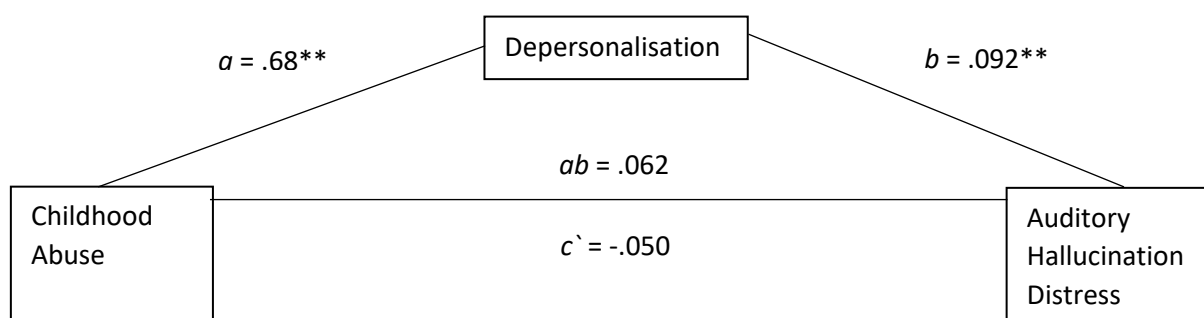 Depersonalisation
a = .68**
b = .092**
ab = .062
Childhood
Abuse
c` = -.050
Auditory
Hallucination
Distress